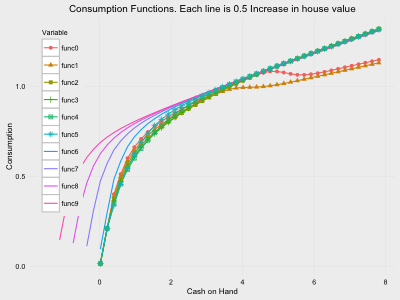 Consumption Functions. Each line is 0.5 Increase in house value
Variable
func0
func1
func2
func3
func4
func5
func6
func7
func8
func9
Consumption
1.0
0.5
0.0
0
2
4
6
8
Cash on Hand